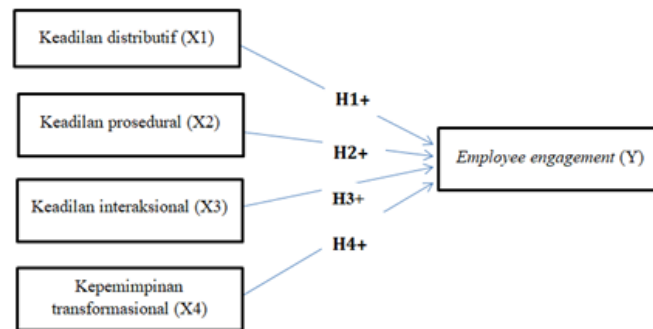 Keadilan distributif (X1)
H1+
Keadilan prosedural (X2)
H2+
Employee engagement (Y)
Keadilan interaksional (X3)
H3+
H4+
Kepemimpinan
transformasional (X4)